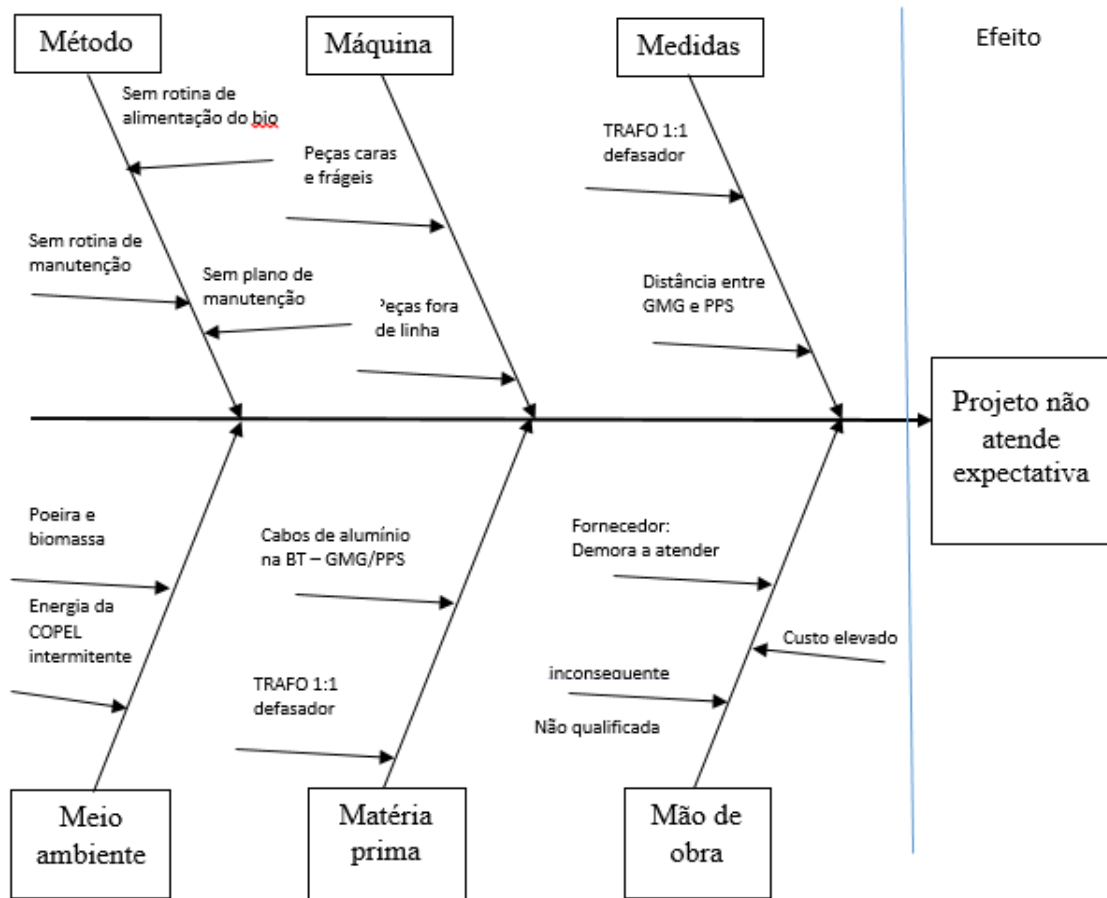 Método
Máquina
Medidas
Efeito
Sem rotina de
alimentação do bio
Peças caras
e frágeis
TRAFO 1:1
defasador
Sem rotina de
manutenção
Sem plano de
manutenção
Peças fora
de linha
Distância entre
GMG e PPS
Projeto não
atende
expectativa
Poeira e
biomassa
Energia da
COPEL
intermitente
Cabos de alumínio
na BT – GMG/PPS
TRAFO 1:1
defasador
Fornecedor:
Demora a atender
Custo elevado
inconsequente
Não qualificada
Meio
ambiente
Matéria
prima
Mão de
obra